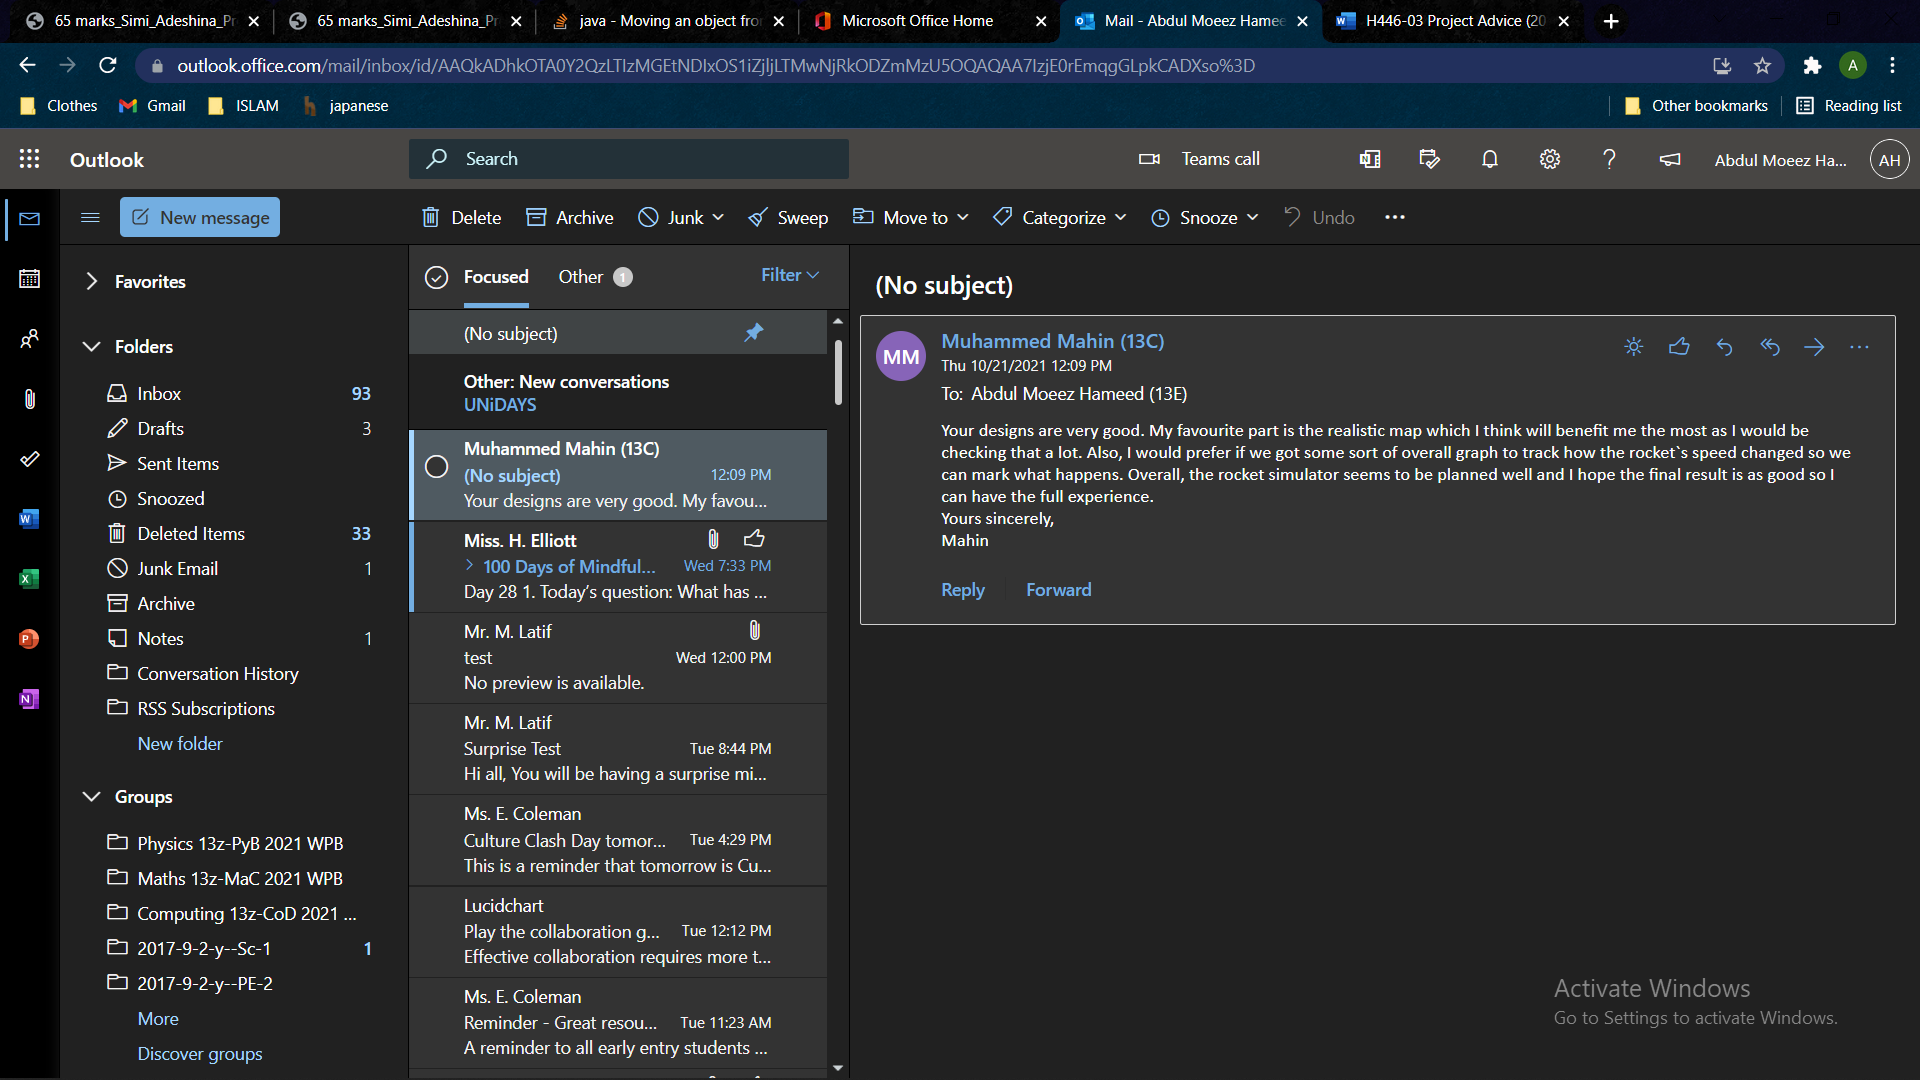 65 marks_Simi_Adeshina_Pr
65 marks_Simi_Adeshina_Pr
java - Moving an object fro
Microsoft Office Home
Mail - Abdul Moeez Hamee
H446-03 Project Advice (20
outlook.office.com/mail/inbox/id/AAQkADhkOTA0Y2QzLTIzMGEtNDIxOS1iZjljLTMwNjRkODZmMzU5OQAQAA7IzjE0rEmqgGLpkCADXso%3D
A
Clothes
Gmail
ISLAM
japanese
Other bookmarks
Reading list
Outlook
Search
Teams call
Abdul Moeez Ha...
AH
New message
Delete
Archive
Junk
Sweep
Move to
Categorize
Snooze
Undo
Favorites
Folders
Inbox 93
Drafts 3
Sent Items
Snoozed
Deleted Items 33
Junk Email 1
Archive
Notes 1
Conversation History
RSS Subscriptions
New folder
Groups
Physics 13z-PyB 2021 WPB
Maths 13z-MaC 2021 WPB
Computing 13z-CoD 2021 ...
2017-9-2-y--Sc-1 1
2017-9-2-y--PE-2
More
Discover groups
Focused
Other 1
Filter
(No subject)
Other: New conversations
UNiDAYS
Muhammed Mahin (13C)
(No subject) 12:09 PM
Your designs are very good. My favou...
Miss. H. Elliott
100 Days of Mindful... Wed 7:33 PM
Day 28 1. Today's question: What has ...
Mr. M. Latif
test Wed 12:00 PM
No preview is available.
Mr. M. Latif
Surprise Test Tue 8:44 PM
Hi all, You will be having a surprise mi...
Ms. E. Coleman
Culture Clash Day tomor... Tue 4:29 PM
This is a reminder that tomorrow is Cu...
Lucidchart
Play the collaboration g... Tue 12:12 PM
Effective collaboration requires more t...
Ms. E. Coleman
Reminder - Great resou... Tue 11:23 AM
A reminder to all early entry students ...
(No subject)
MM
Muhammed Mahin (13C)
Thu 10/21/2021 12:09 PM
To: Abdul Moeez Hameed (13E)
Your designs are very good. My favourite part is the realistic map which I think will benefit me the most as I would be
checking that a lot. Also, I would prefer if we got some sort of overall graph to track how the rocket`s speed changed so we
can mark what happens. Overall, the rocket simulator seems to be planned well and I hope the final result is as good so I
can have the full experience.
Yours sincerely,
Mahin
Reply
Forward
Activate Windows
Go to Settings to activate Windows.